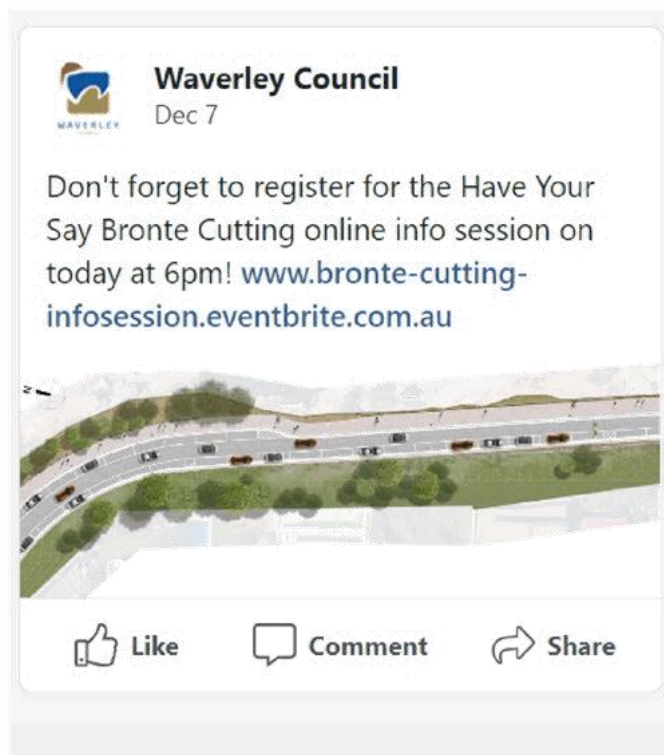 Waverley Council
Dec 7
WAVERLEY
Don't forget to register for the Have Your
Say Bronte Cutting online info session on
today at 6pm! www.bronte-cutting-
infosession.eventbrite.com.au
Like
Comment
Share